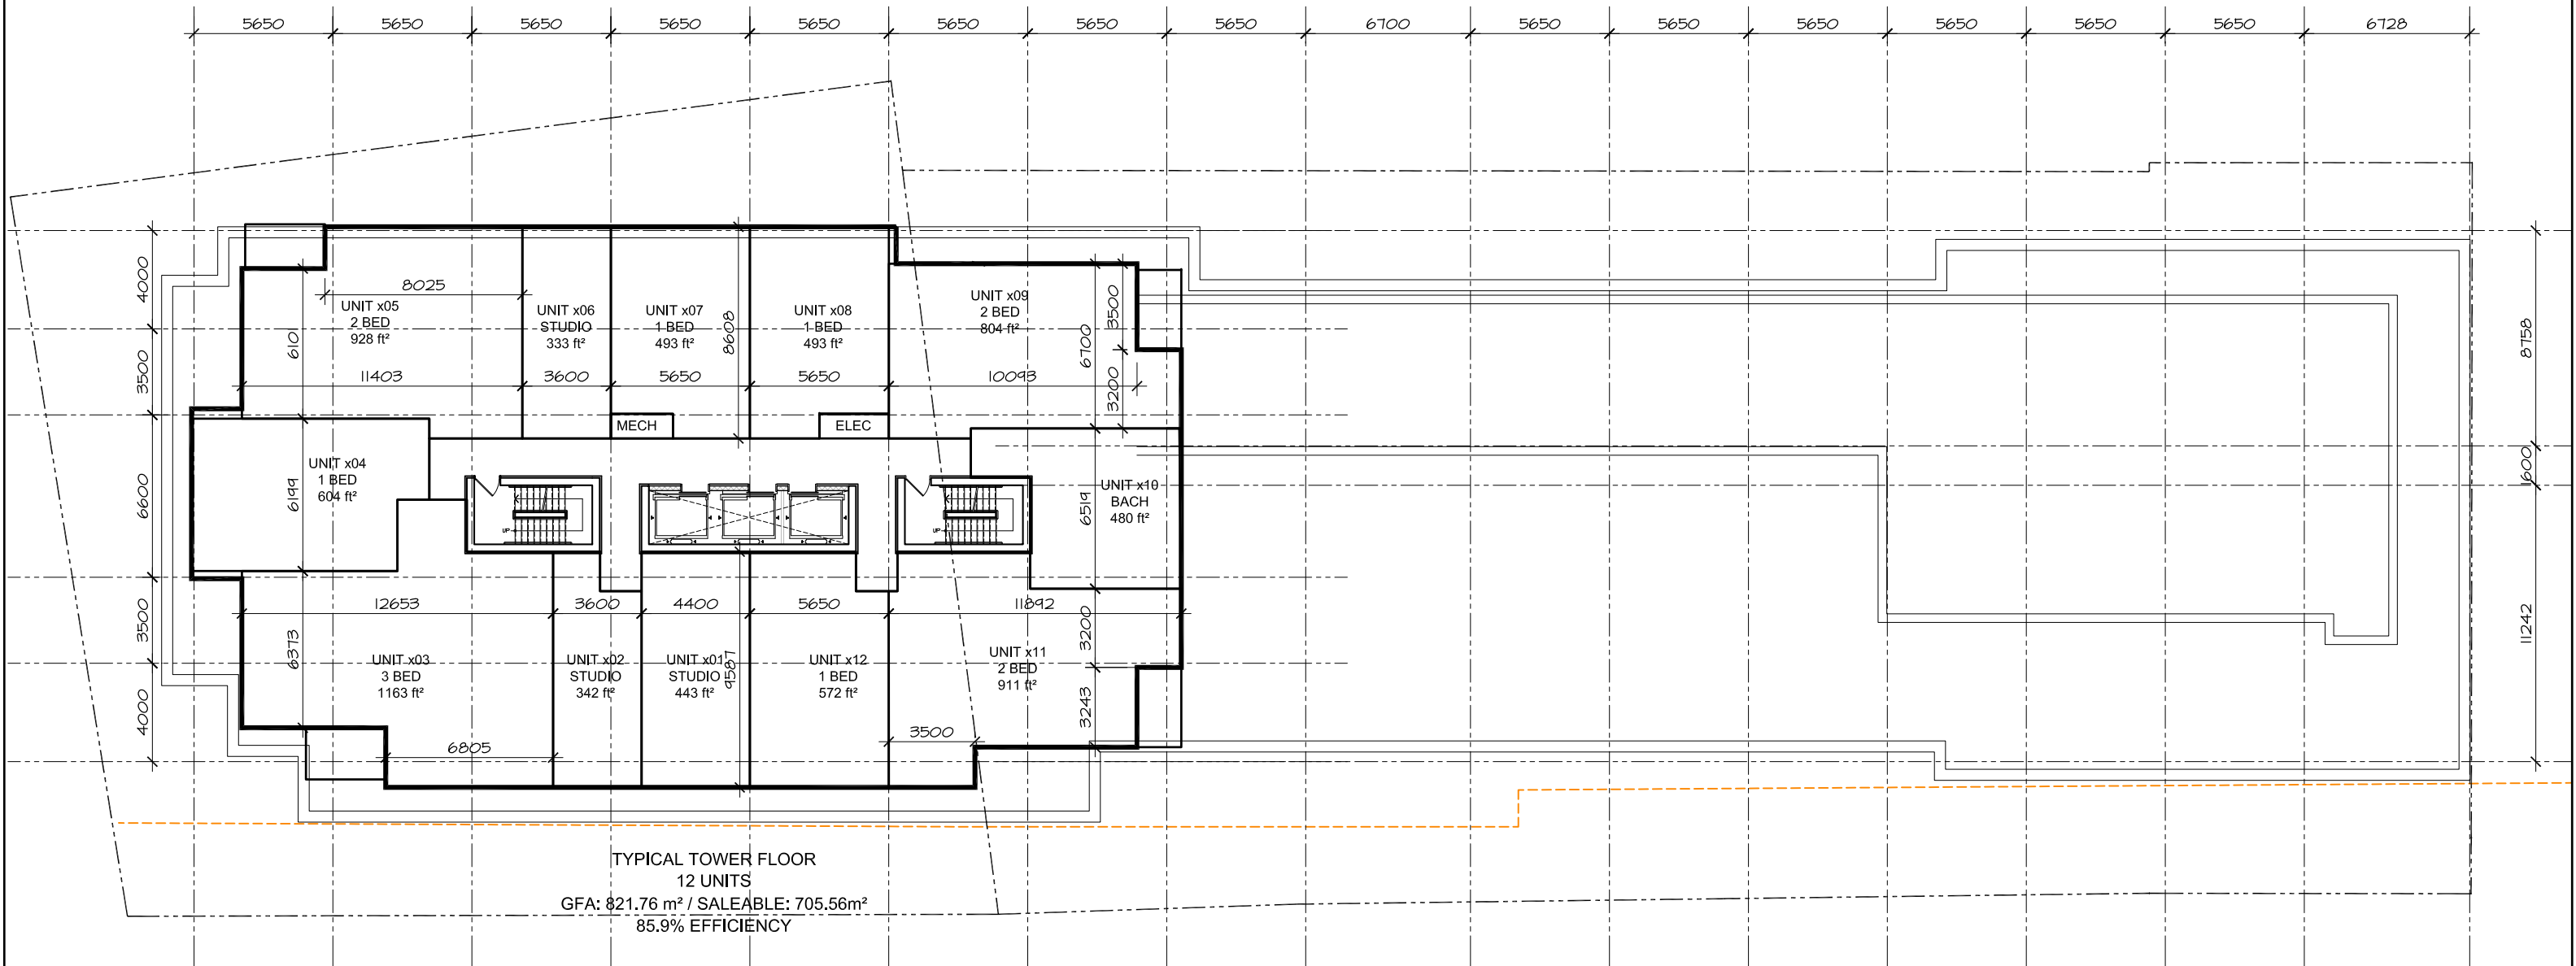 5650 5650 5650 5650 5650 5650 5650 5650 6700 5650 5650 5650 5650 5650 5650 6728
4000
3500
6600
3500
4000
8758
1600
11242
8025
UNIT x05
2 BED
928 ft²
6101
UNIT x06
STUDIO
333 ft²
UNIT x07
1 BED
493 ft²
8608
UNIT x08
1 BED
493 ft²
UNIT x09
2 BED
804 ft²
3500
6700
3200
11403 3600 5650 5650 10093
MECH
ELEC
UNIT x04
1 BED
604 ft²
6199
UP
UP
UNIT x10
BACH
480 ft²
6519
12653 3600 4400 5650 11892
6373
UNIT x03
3 BED
1163 ft²
UNIT x02
STUDIO
342 ft²
UNIT x01
STUDIO
443 ft²
9587
UNIT x12
1 BED
572 ft²
UNIT x11
2 BED
911 ft²
3200
3243
6805
3500
TYPICAL TOWER FLOOR
12 UNITS
GFA: 821.76 m² / SALEABLE: 705.56m²
85.9% EFFICIENCY